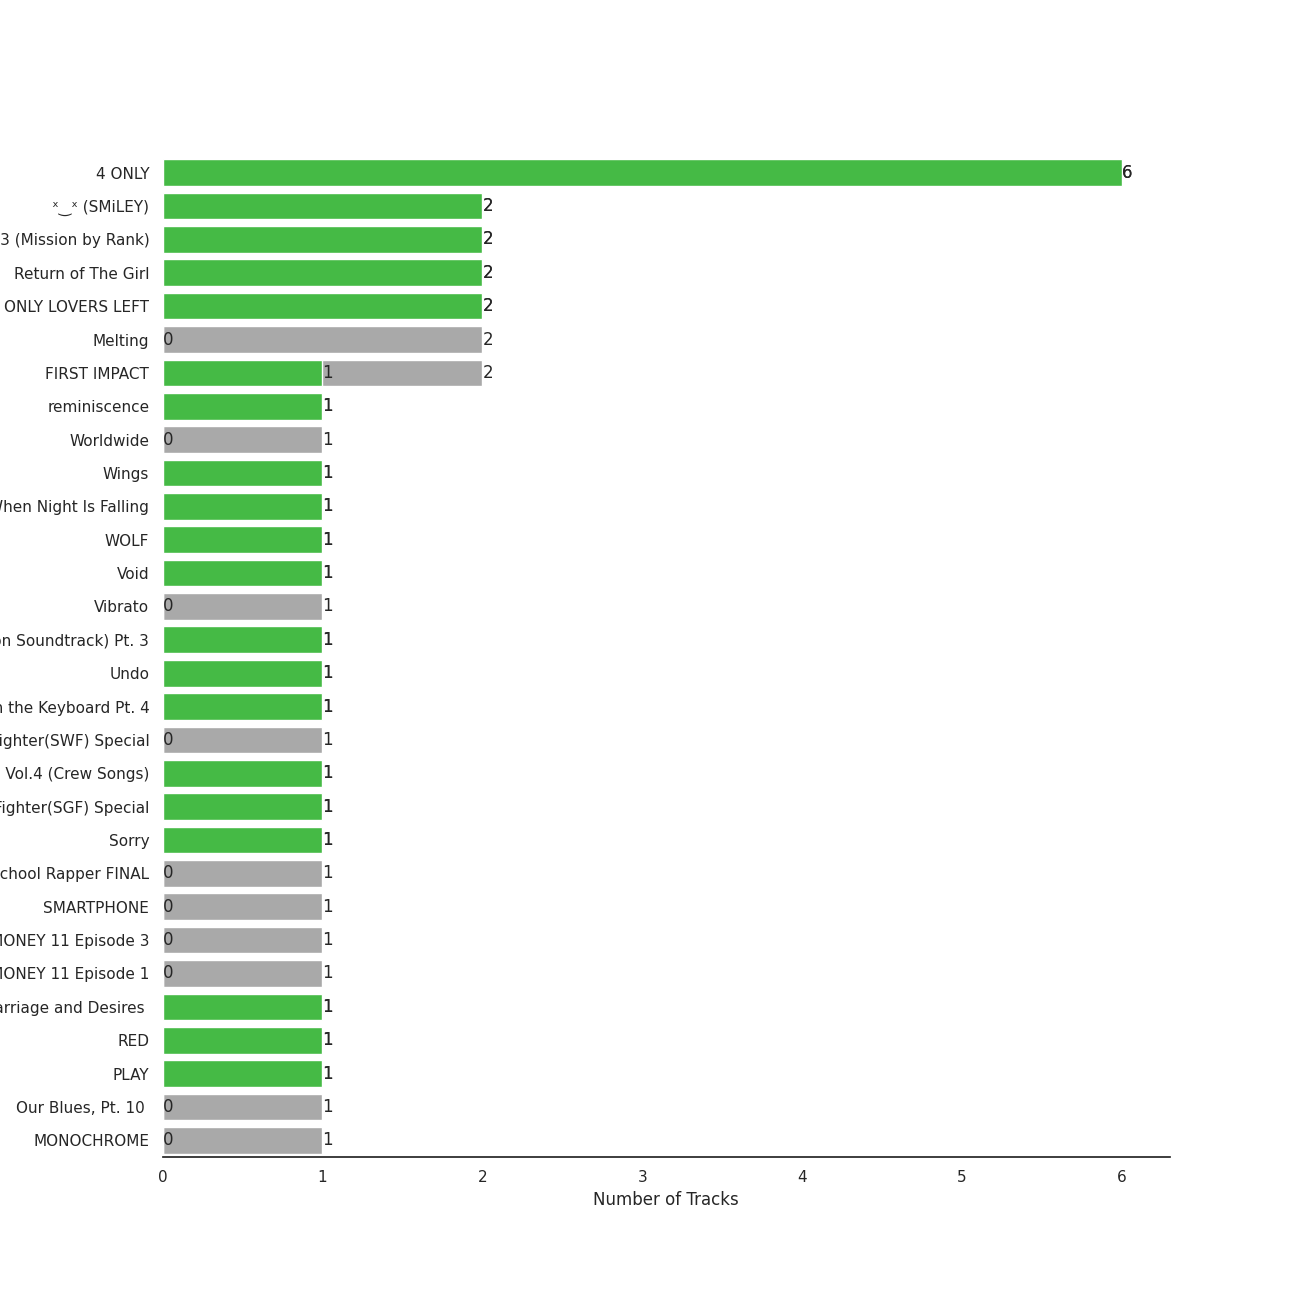 4 ONLY 6
ˣ‿ˣ (SMiLEY) 2
3 (Mission by Rank) 2
Return of The Girl 2
ONLY LOVERS LEFT 2
Melting 0 2
FIRST IMPACT 1 2
reminiscence 1
Worldwide 0 1
Wings 1
When Night Is Falling 1
WOLF 1
Void 1
Vibrato 0 1
Soundtrack) Pt. 3 1
Undo 1
the Keyboard Pt. 4 1
Fighter(SWF) Special 0 1
Vol.4 (Crew Songs) 1
Fighter(SGF) Special 1
Sorry 1
School Rapper FINAL 0 1
SMARTPHONE 0 1
MONEY 11 Episode 3 0 1
MONEY 11 Episode 1 0 1
Marriage and Desires 1
RED 1
PLAY 1
Our Blues, Pt. 10 0 1
MONOCHROME 0 1
0 1 2 3 4 5 6
Number of Tracks